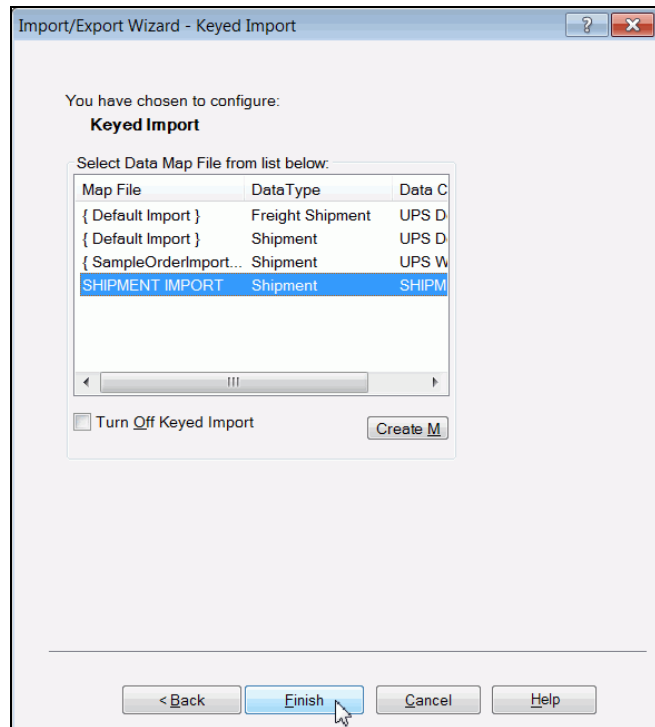 Import/Export Wizard - Keyed Import
You have chosen to configure:
Keyed Import
Select Data Map File from list below:
Map File DataType Data C
{ Default Import } Freight Shipment UPS D
{ Default Import } Shipment UPS D
{ SampleOrderImport... Shipment UPS W
SHIPMENT IMPORT Shipment SHIPM
Turn Off Keyed Import
Create M
< Back Finish Cancel Help